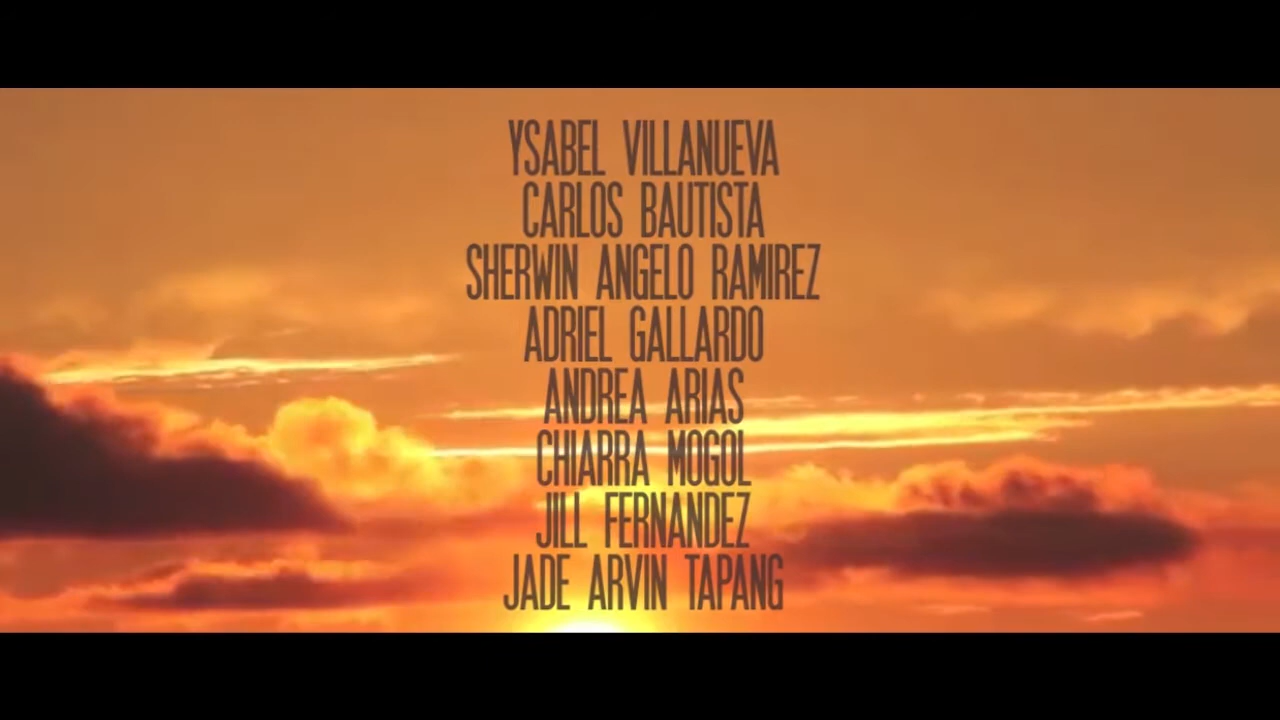 YSABEL VILLANUEVA
CARLOS BAUTISTA
SHERWIN ANGELO RAMIREZ
ADRIEL GALLARDO
ANDREA ARIAS
CHIARRA MOGOL
JILL FERNANDEZ
JADE ARVIN TAPANG